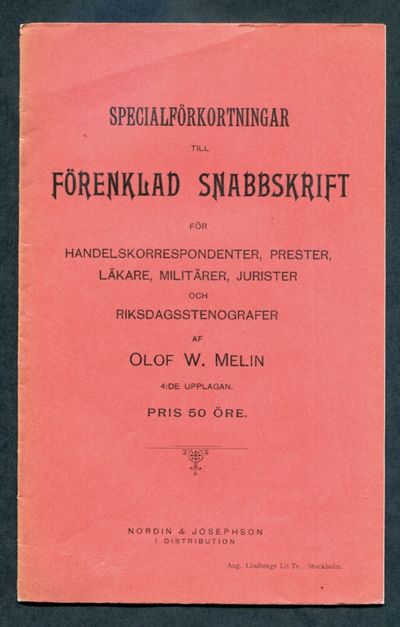 SPECIALFÖRKORTNINGAR
TILL
FÖRENKLAD SNABBSKRIFT
FÖR
HANDELSKORRESPONDENTER, PRESTER,
LÄKARE, MILITÄRER, JURISTER
OCH
RIKSDAGSSTENOGRAFER
AF
OLOF W. MELIN
4:DE UPPLAGAN.
PRIS 50 ÖRE.
NORDIN & JOSEPHSON
I DISTRIBUTION
Aug. Lindbergs Lit Tr., Stockholm.